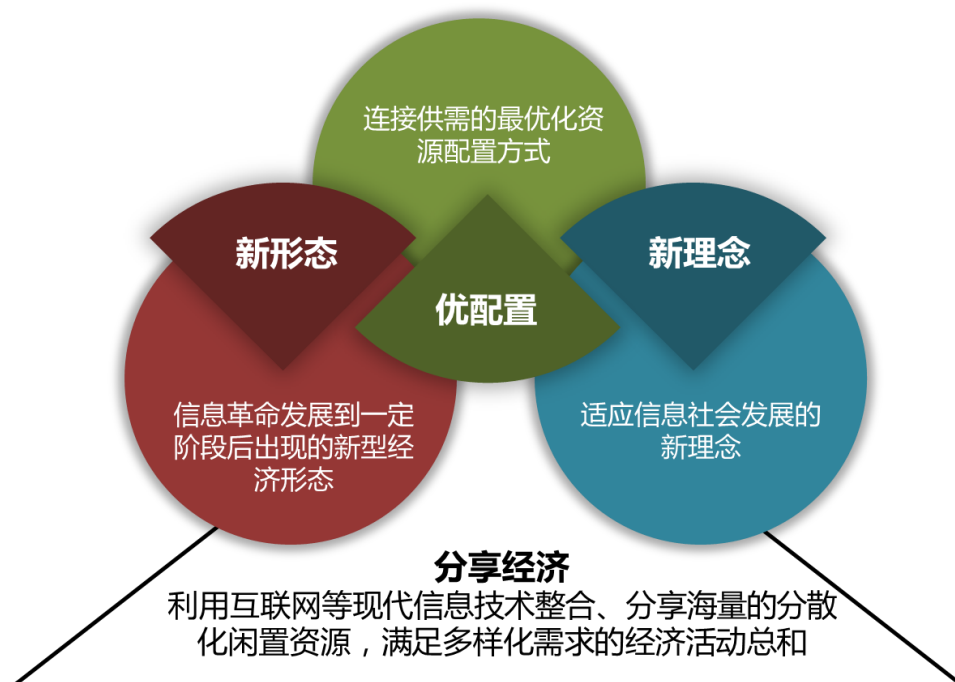 连接供需的最优化资
源配置方式
新形态
新理念
优配置
信息革命发展到一定
阶段后出现的新型经
济形态
适应信息社会发展的
新理念
分享经济
利用互联网等现代信息技术整合、分享海量的分散
化闲置资源，满足多样化需求的经济活动总和